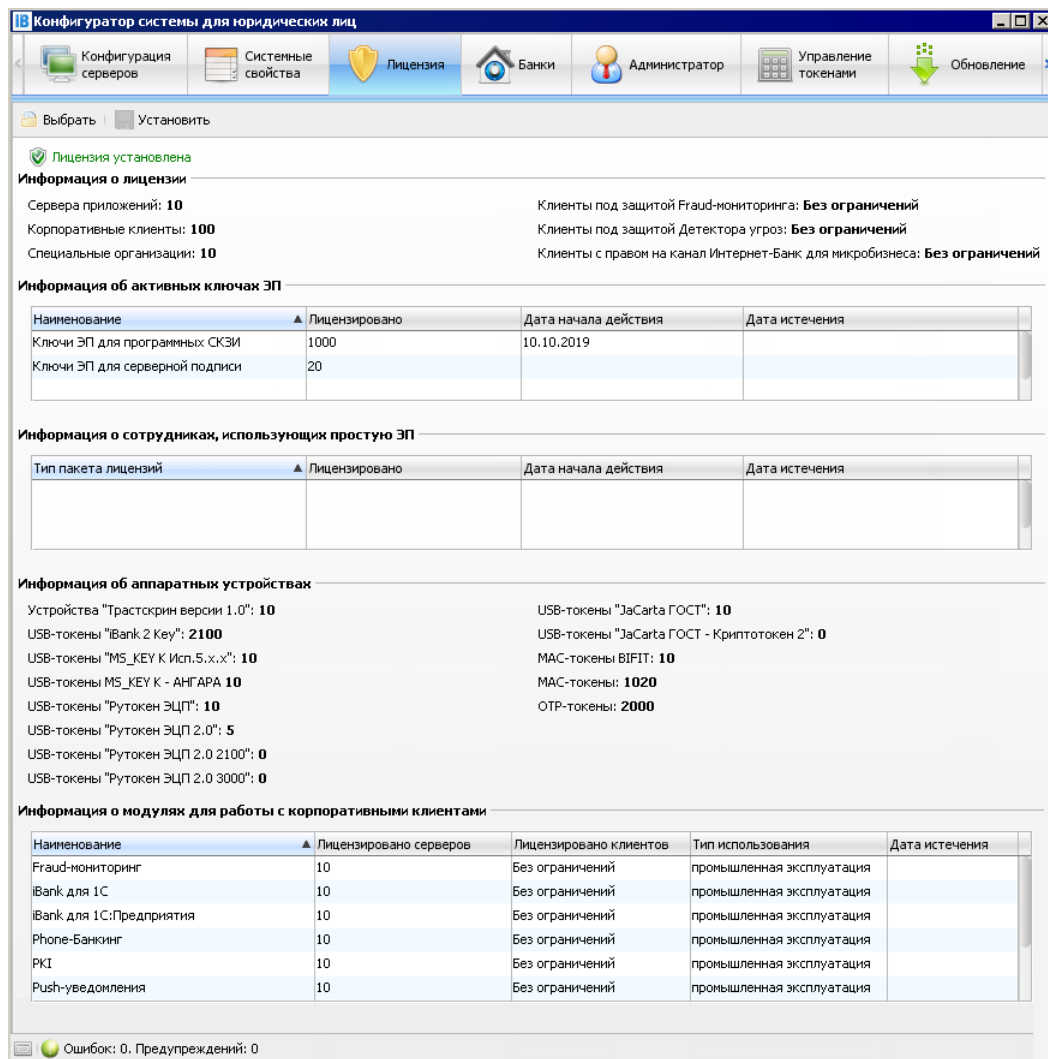 iB Конфигуратор системы для юридических лиц
Конфигурация серверов
Системные свойства
Лицензия
Банки
Администратор
Управление токенами
Обновление
Выбрать Установить
Лицензия установлена
Информация о лицензии
Сервера приложений: 10
Клиенты под защитой Fraud-мониторинга: Без ограничений
Корпоративные клиенты: 100
Клиенты под защитой Детектора угроз: Без ограничений
Специальные организации: 10
Клиенты с правом на канал Интернет-Банк для микробизнеса: Без ограничений
Информация об активных ключах ЭП
Наименование Лицензировано Дата начала действия Дата истечения
Ключи ЭП для программных СКЗИ 1000 10.10.2019
Ключи ЭП для серверной подписи 20
Информация о сотрудниках, использующих простую ЭП
Тип пакета лицензий Лицензировано Дата начала действия Дата истечения
Информация об аппаратных устройствах
Устройства "Трастскрин версии 1.0": 10
USB-токены "iBank 2 Key": 2100
USB-токены "MS_KEY К Исп.5.x.x": 10
USB-токены MS_KEY К - АНГАРА 10
USB-токены "Рутокен ЭЦП": 10
USB-токены "Рутокен ЭЦП 2.0": 5
USB-токены "Рутокен ЭЦП 2.0 2100": 0
USB-токены "Рутокен ЭЦП 2.0 3000": 0
USB-токены "JaCarta ГОСТ": 10
USB-токены "JaCarta ГОСТ - Криптотокен 2": 0
MAC-токены BIFIT: 10
MAC-токены: 1020
OTP-токены: 2000
Информация о модулях для работы с корпоративными клиентами
Наименование Лицензировано серверов Лицензировано клиентов Тип использования Дата истечения
Fraud-мониторинг 10 Без ограничений промышленная эксплуатация
iBank для 1С 10 Без ограничений промышленная эксплуатация
iBank для 1С:Предприятия 10 Без ограничений промышленная эксплуатация
Phone-Банкинг 10 Без ограничений промышленная эксплуатация
PKI 10 Без ограничений промышленная эксплуатация
Push-уведомления 10 Без ограничений промышленная эксплуатация
Ошибок: 0. Предупреждений: 0